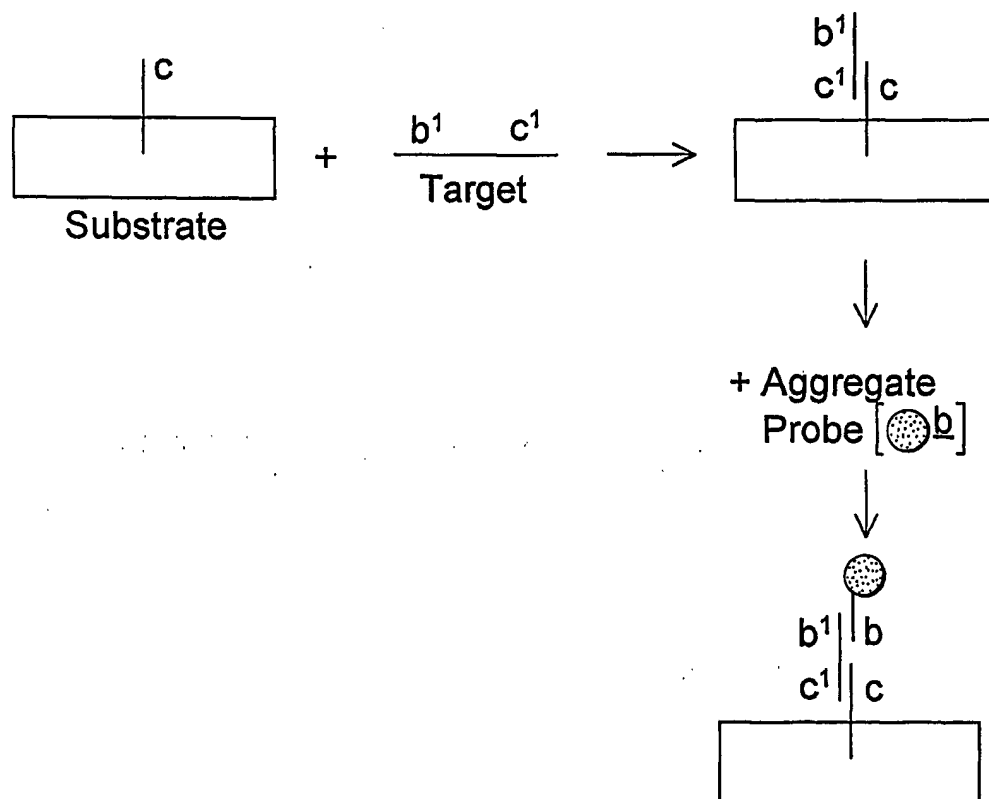 c
Substrate
+
b¹ c¹
Target
b¹
c¹ c
+ Aggregate
Probe [ b]
b¹ b
c¹ c